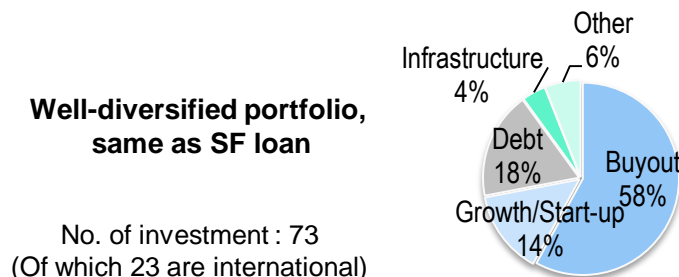 Well-diversified portfolio,
same as SF loan
No. of investment : 73
(Of which 23 are international)
Other
6%
Infrastructure
4%
Debt
18%
Buyout
58%
Growth/Start-up
14%